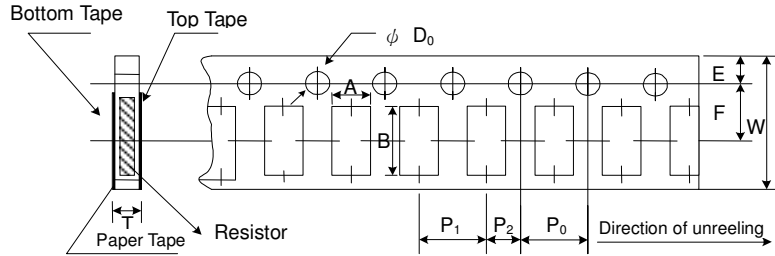 Bottom Tape
Top Tape
ϕ D₀
A
E
F
W
B
T
Resistor
Paper Tape
P₁
P₂
P₀
Direction of unreeling